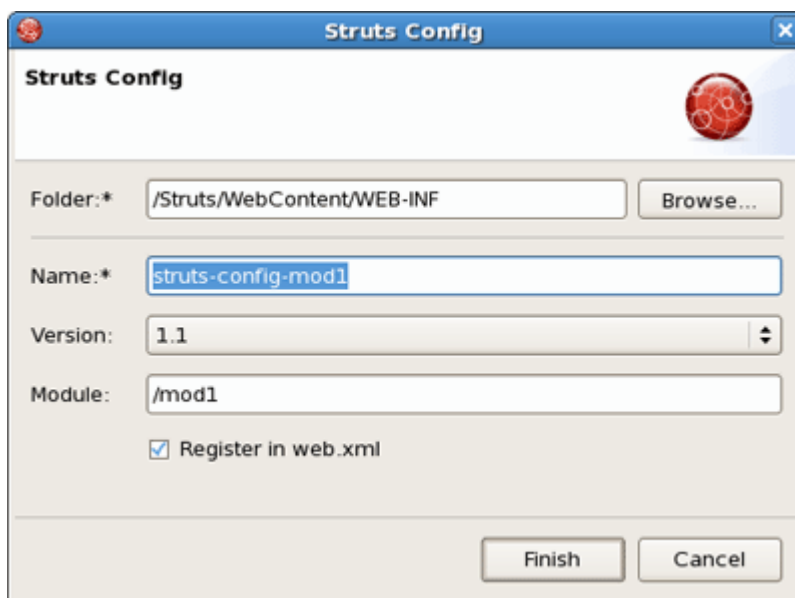 Struts Config
Struts Config
Folder:* /Struts/WebContent/WEB-INF Browse...
Name:* struts-config-mod1
Version: 1.1
Module: /mod1
Register in web.xml
Finish Cancel